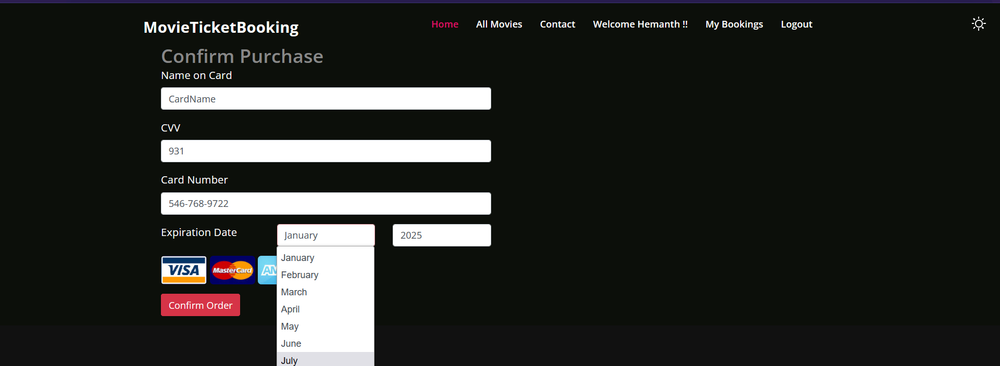 MovieTicketBooking
Home All Movies Contact Welcome Hemanth !! My Bookings Logout
Confirm Purchase
Name on Card
CardName
CVV
931
Card Number
546-768-9722
Expiration Date January 2025
VISA MasterCard AM
January
February
March
April
May
June
July
Confirm Order